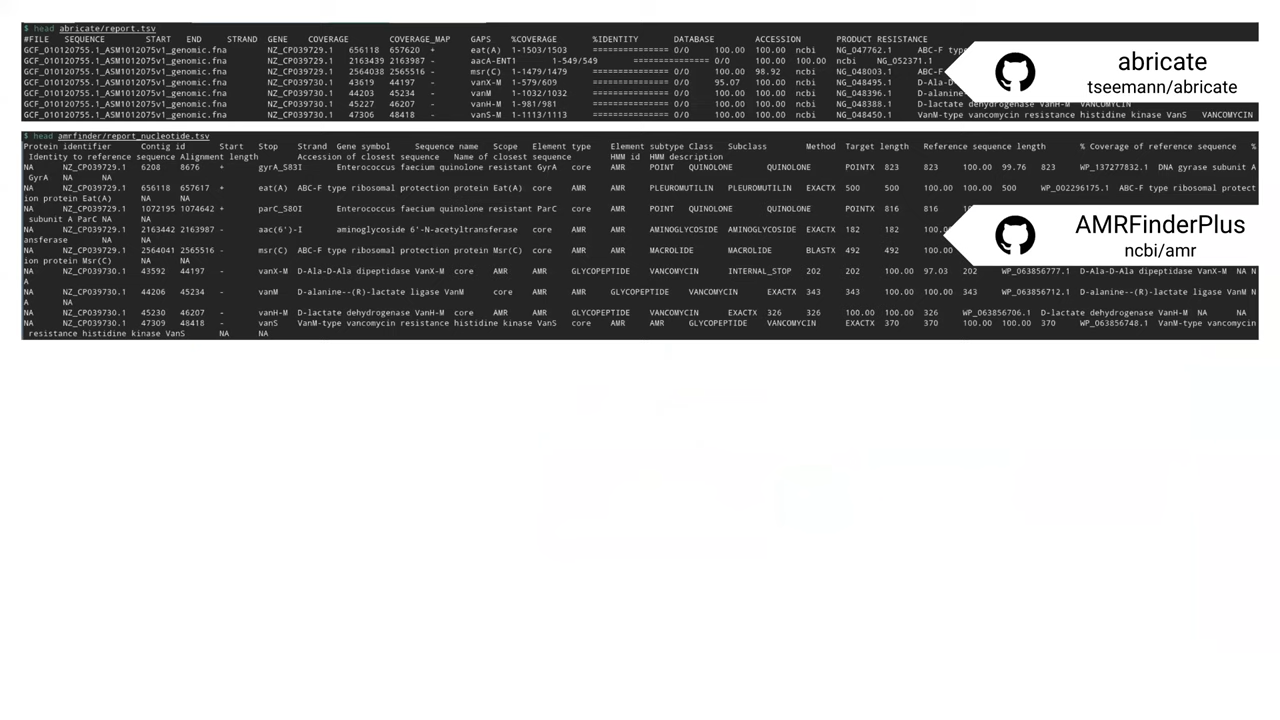 $ head abricate/report.tsv
#FILE SEQUENCE START END STRAND GENE COVERAGE COVERAGE_MAP GAPS %COVERAGE %IDENTITY DATABASE ACCESSION PRODUCT RESISTANCE
GCF_010120755.1_ASM1012075v1_genomic.fna NZ_CP039729.1 656118 657620 + eat(A) 1-1503/1503 =============== 0/0 100.00 100.00 ncbi NG_047762.1 ABC-F
GCF_010120755.1_ASM1012075v1_genomic.fna NZ_CP039729.1 2163439 2163987 - aacA-ENT1 1-549/549 =============== 0/0 100.00 100.00 ncbi NG_052371.1
GCF_010120755.1_ASM1012075v1_genomic.fna NZ_CP039729.1 2564038 2565516 - msr(C) 1-1479/1479 =============== 0/0 100.00 98.92 ncbi NG_048003.1 ABC-F
GCF_010120755.1_ASM1012075v1_genomic.fna NZ_CP039730.1 43619 44197 - vanX-M 1-579/609 =============== 0/0 95.07 100.00 ncbi NG_048495.1 D-Ala-D
GCF_010120755.1_ASM1012075v1_genomic.fna NZ_CP039730.1 44203 45234 - vanM 1-1032/1032 =============== 0/0 100.00 100.00 ncbi NG_048396.1 D-alanine
GCF_010120755.1_ASM1012075v1_genomic.fna NZ_CP039730.1 45227 46207 - vanH-M 1-981/981 =============== 0/0 100.00 100.00 ncbi NG_048388.1 D-lactate dehydrogenase VanH-M VANCOMYCIN
GCF_010120755.1_ASM1012075v1_genomic.fna NZ_CP039730.1 47306 48418 - vanS-M 1-1113/1113 =============== 0/0 100.00 100.00 ncbi NG_048450.1 VanM-type vancomycin resistance histidine kinase VanS VANCOMYCIN
abricate
tseemann/abricate
$ head amrfinder/report_nucleotide.tsv
Protein identifier Contig id Start Stop Strand Gene symbol Sequence name Scope Element type Element subtype Class Subclass Method Target length Reference sequence length % Coverage of reference sequence %
Identity to reference sequence Alignment length Accession of closest sequence Name of closest sequence HMM id HMM description
NA NZ_CP039729.1 6208 8676 + gyrA_S83I Enterococcus faecium quinolone resistant GyrA core AMR POINT QUINOLONE QUINOLONE POINTX 823 823 100.00 99.76 823 WP_137277832.1 DNA gyrase subunit A
GyrA NA NA
NA NZ_CP039729.1 656118 657617 + eat(A) ABC-F type ribosomal protection protein Eat(A) core AMR AMR PLEUROMUTILIN PLEUROMUTILIN EXACTX 500 500 100.00 100.00 500 WP_002296175.1 ABC-F type ribosomal protect
ion protein Eat(A) NA NA
NA NZ_CP039729.1 1072195 1074642 + parC_S80I Enterococcus faecium quinolone resistant ParC core AMR POINT QUINOLONE QUINOLONE POINTX 816 816
subunit A ParC NA NA
NA NZ_CP039729.1 2163442 2163987 - aac(6')-I aminoglycoside 6'-N-acetyltransferase core AMR AMR AMINOGLYCOSIDE AMINOGLYCOSIDE EXACTX 182 182 100.0
ansferase NA NA
NA NZ_CP039729.1 2564041 2565516 - msr(C) ABC-F type ribosomal protection protein Msr(C) core AMR AMR MACROLIDE MACROLIDE BLASTX 492 492 100.00
ion protein Msr(C) NA NA
NA NZ_CP039730.1 43592 44197 - vanX-M D-Ala-D-Ala dipeptidase VanX-M core AMR AMR GLYCOPEPTIDE VANCOMYCIN INTERNAL_STOP 202 202 100.00 97.03 202 WP_063856777.1 D-Ala-D-Ala dipeptidase VanX-M NA N
A
NA NZ_CP039730.1 44206 45234 - vanM D-alanine--(R)-lactate ligase VanM core AMR AMR GLYCOPEPTIDE VANCOMYCIN EXACTX 343 343 100.00 100.00 343 WP_063856712.1 D-alanine--(R)-lactate ligase VanM N
A NA
NA NZ_CP039730.1 45230 46207 - vanH-M D-lactate dehydrogenase VanH-M core AMR AMR GLYCOPEPTIDE VANCOMYCIN EXACTX 326 326 100.00 100.00 326 WP_063856706.1 D-lactate dehydrogenase VanH-M NA NA
NA NZ_CP039730.1 47309 48418 - vanS VanM-type vancomycin resistance histidine kinase VanS core AMR AMR GLYCOPEPTIDE VANCOMYCIN EXACTX 370 370 100.00 100.00 370 WP_063856748.1 VanM-type vancomycin
resistance histidine kinase VanS NA NA
AMRFinderPlus
ncbi/amr